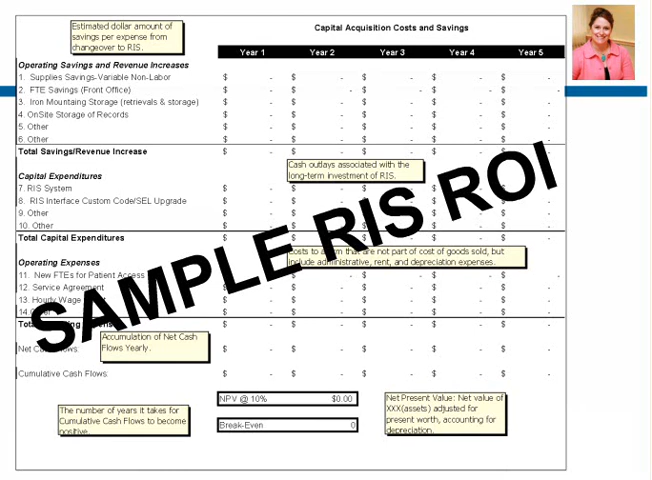 Estimated dollar amount of
savings per expense from
changeover to RIS.
Capital Acquisition Costs and Savings
Year 1 Year 2 Year 3 Year 4 Year 5
Operating Savings and Revenue Increases
1. Supplies Savings-Variable Non-Labor $ - $ - $ - $ - $ -
2. FTE Savings (Front Office) $ - $ - $ - $ - $ -
3. Iron Mountaing Storage (retrievals & storage) $ - $ - $ - $ - $ -
4. OnSite Storage of Records $ - $ - $ - $ - $ -
5. Other $ - $ - $ - $ - $ -
6. Other $ - $ - $ - $ - $ -
Total Savings/Revenue Increase $ - $ - $ - $ - $ -
Cash outlays associated with the
long-term investment of RIS.
Capital Expenditures
7. RIS System $ - $ - $ - $ - $ -
8. RIS Interface Custom Code/SEL Upgrade $ - $ - $ - $ - $ -
9. Other $ - $ - $ - $ - $ -
10. Other $ - $ - $ - $ - $ -
Total Capital Expenditures $ - $ - $ - $ - $ -
Costs to a that are not part of cost of goods sold, but
include administrative, rent, and depreciation expenses.
Operating Expenses
11. New FTEs for Patient Access $ - $ - $ - $ - $ -
12. Service Agreement $ - $ - $ - $ - $ -
13. Hourly Wage $ - $ - $ - $ - $ -
14. $ - $ - $ - $ - $ -
$ - $ - $ - $ - $ -
SAMPLE RIS ROI
Accumulation of Net Cash
Flows Yearly.
Net Flows: $ - $ - $ - $ - $ -
Cumulative Cash Flows: $ - $ - $ - $ - $ -
NPV @ 10% $0.00
Break-Even 0
The number of years it takes for
Cumulative Cash Flows to become
positive.
Net Present Value: Net value of
XXX(assets) adjusted for
present worth, accounting for
depreciation.